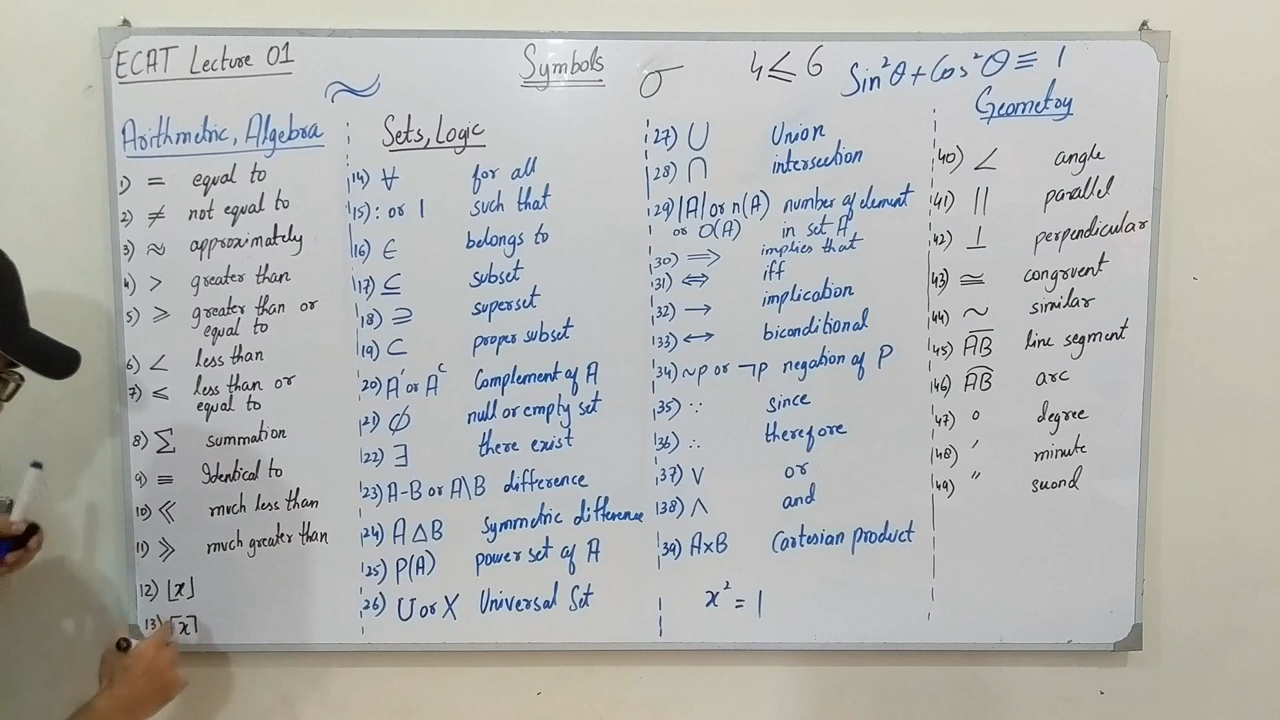 ECAT Lecture 01
Symbols
σ
4 ≤ 6
Sin²θ + Cos²θ ≡ 1
≈
Arithmetric, Algebra
1) = equal to
2) ≠ not equal to
3) ≈ approximately
4) > greater than
5) ≥ greater than or
equal to
6) < less than
7) ≤ less than or
equal to
8) ∑ summation
9) ≡ Identical to
10) ≪ much less than
11) ≫ much greater than
12) ⌊x⌋
13) ⌈x⌉
Sets, Logic
14) ∀ for all
15) : or | such that
16) ∈ belongs to
17) ⊆ subset
18) ⊇ superset
19) ⊂ proper subset
20) A' or Aᶜ Complement of A
21) ∅ null or empty set
22) ∃ there exist
23) A-B or A\B difference
24) A △ B symmetric difference
25) P(A) power set of A
26) U or X Universal Set
27) ∪ Union
28) ∩ intersection
29) |A| or n(A) number of element
or O(A) in set A
30) ⟹ implies that
31) ⟺ iff
32) → implication
33) ↔ biconditional
34) ~p or ¬p negation of P
35) ∵ since
36) ∴ therefore
37) ∨ or
38) ∧ and
39) A×B Cartesian product
x² = 1
Geometry
40) ∠ angle
41) || parallel
42) ⊥ perpendicular
43) ≅ congruent
44) ~ similar
45) A̅B̅ line segment
46) A͡B arc
47) ° degree
48) ′ minute
49) ″ second